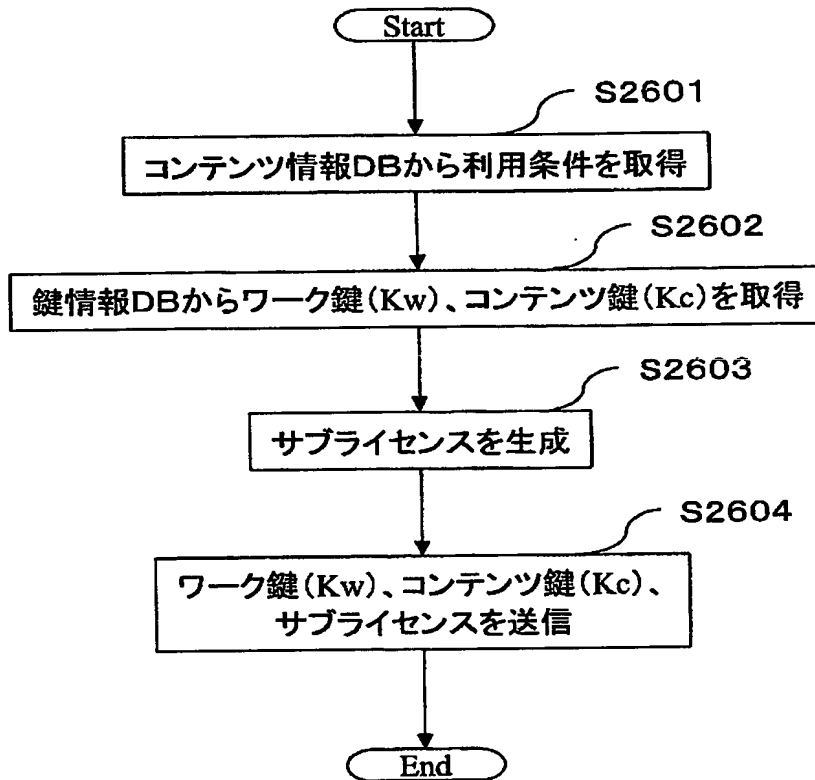 Start
S2601
コンテンツ情報DBから利用条件を取得
S2602
鍵情報DBからワーク鍵(Kw)、コンテンツ鍵(Kc)を取得
S2603
サブライセンスを生成
S2604
ワーク鍵(Kw)、コンテンツ鍵(Kc)、
サブライセンスを送信
End